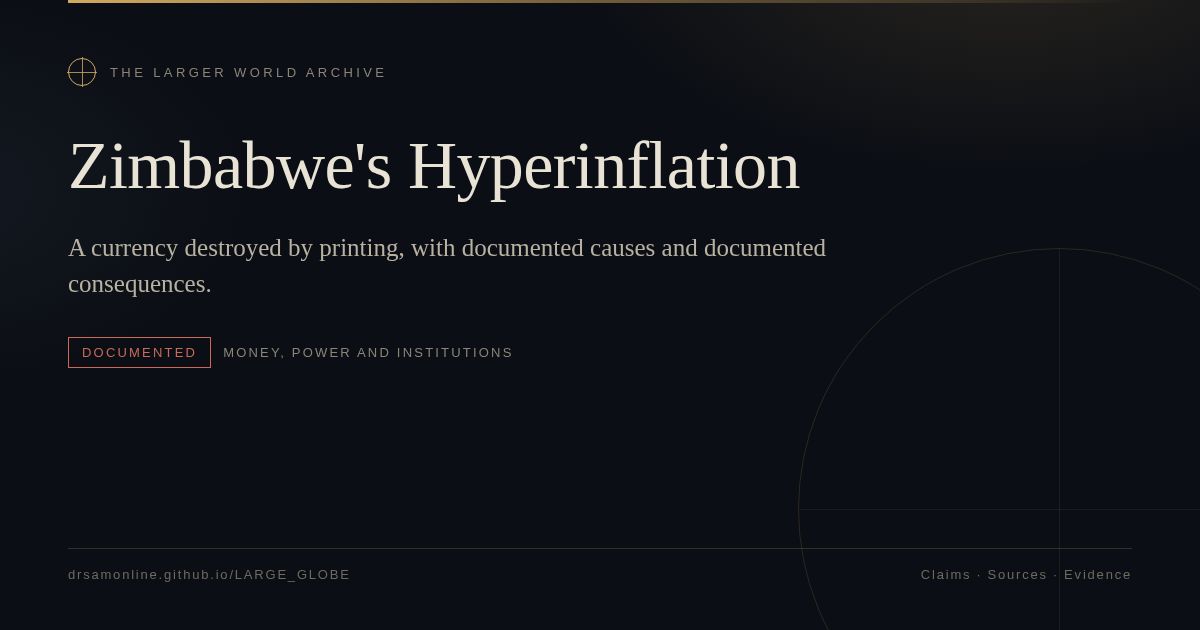 THE LARGER WORLD ARCHIVE
Zimbabwe's Hyperinflation
A currency destroyed by printing, with documented causes and documented
consequences.
DOCUMENTED
MONEY, POWER AND INSTITUTIONS
drsamonline.github.io/LARGE_GLOBE
Claims · Sources · Evidence